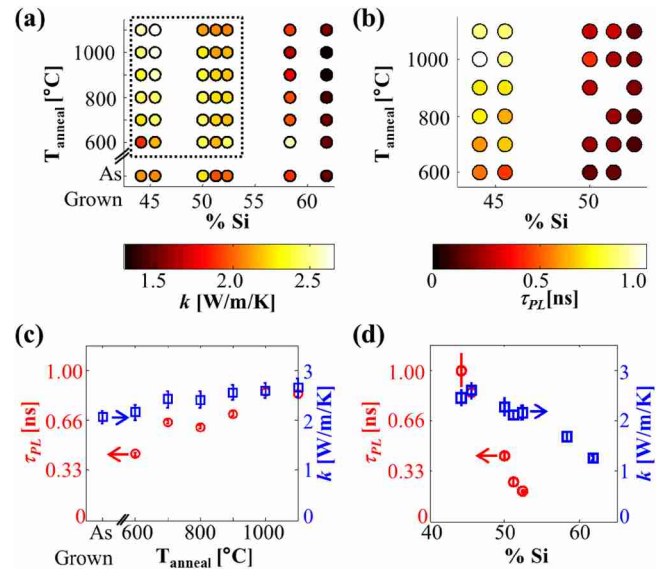 (a)
T_anneal [°C]
1000
800
600
As
Grown
45
50
55
60
% Si
1.5
2.0
2.5
k [W/m/K]
(b)
T_anneal [°C]
1000
800
600
45
50
% Si
0
0.5
1.0
τ_PL[ns]
(c)
τ_PL [ns]
1.00
0.66
0.33
0
3
2
1
0
k [W/m/K]
As
Grown
600
800
1000
T_anneal [°C]
(d)
τ_PL [ns]
1.00
0.66
0.33
0
3
2
1
0
k [W/m/K]
40
50
60
% Si